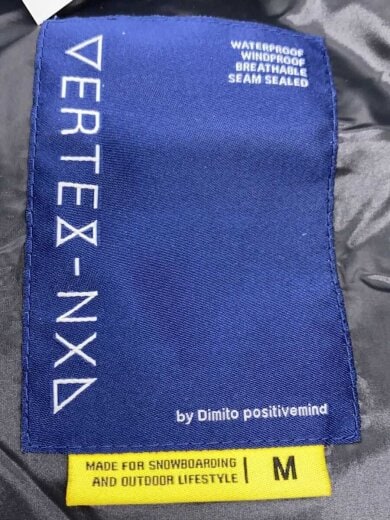 WATERPROOF
WINDPROOF
BREATHABLE
SEAM SEALED
VERTEX-NXD
by Dimito positivemind
MADE FOR SNOWBOARDING
AND OUTDOOR LIFESTYLE | M